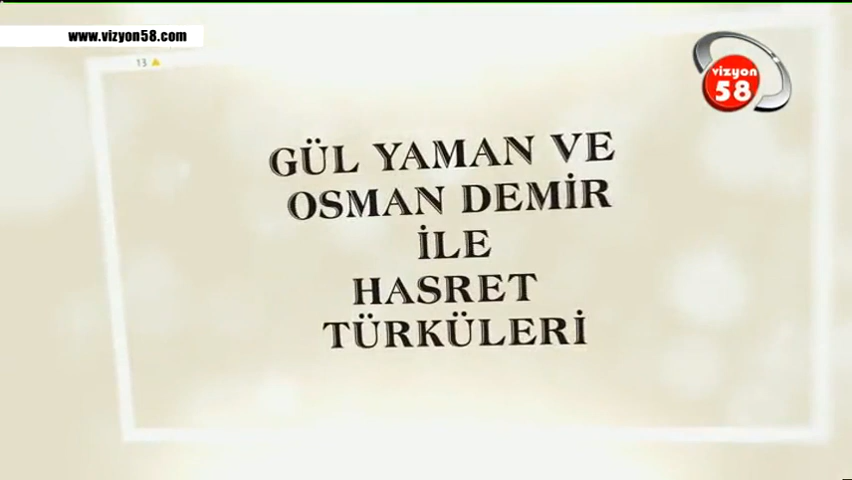 www.vizyon58.com
13
vizyon
58
GÜL YAMAN VE
OSMAN DEMİR
İLE
HASRET
TÜRKÜLERİ